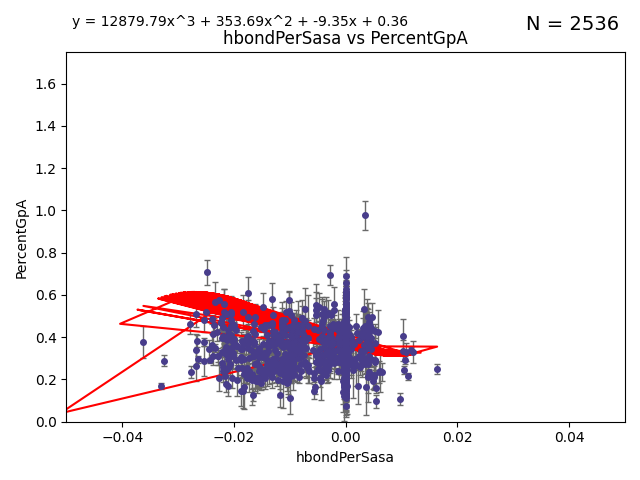 y = 12879.79x^3 + 353.69x^2 + -9.35x + 0.36
N = 2536
hbondPerSasa vs PercentGpA
PercentGpA
1.6
1.4
1.2
1.0
0.8
0.6
0.4
0.2
0.0
−0.04 −0.02 0.00 0.02 0.04
hbondPerSasa